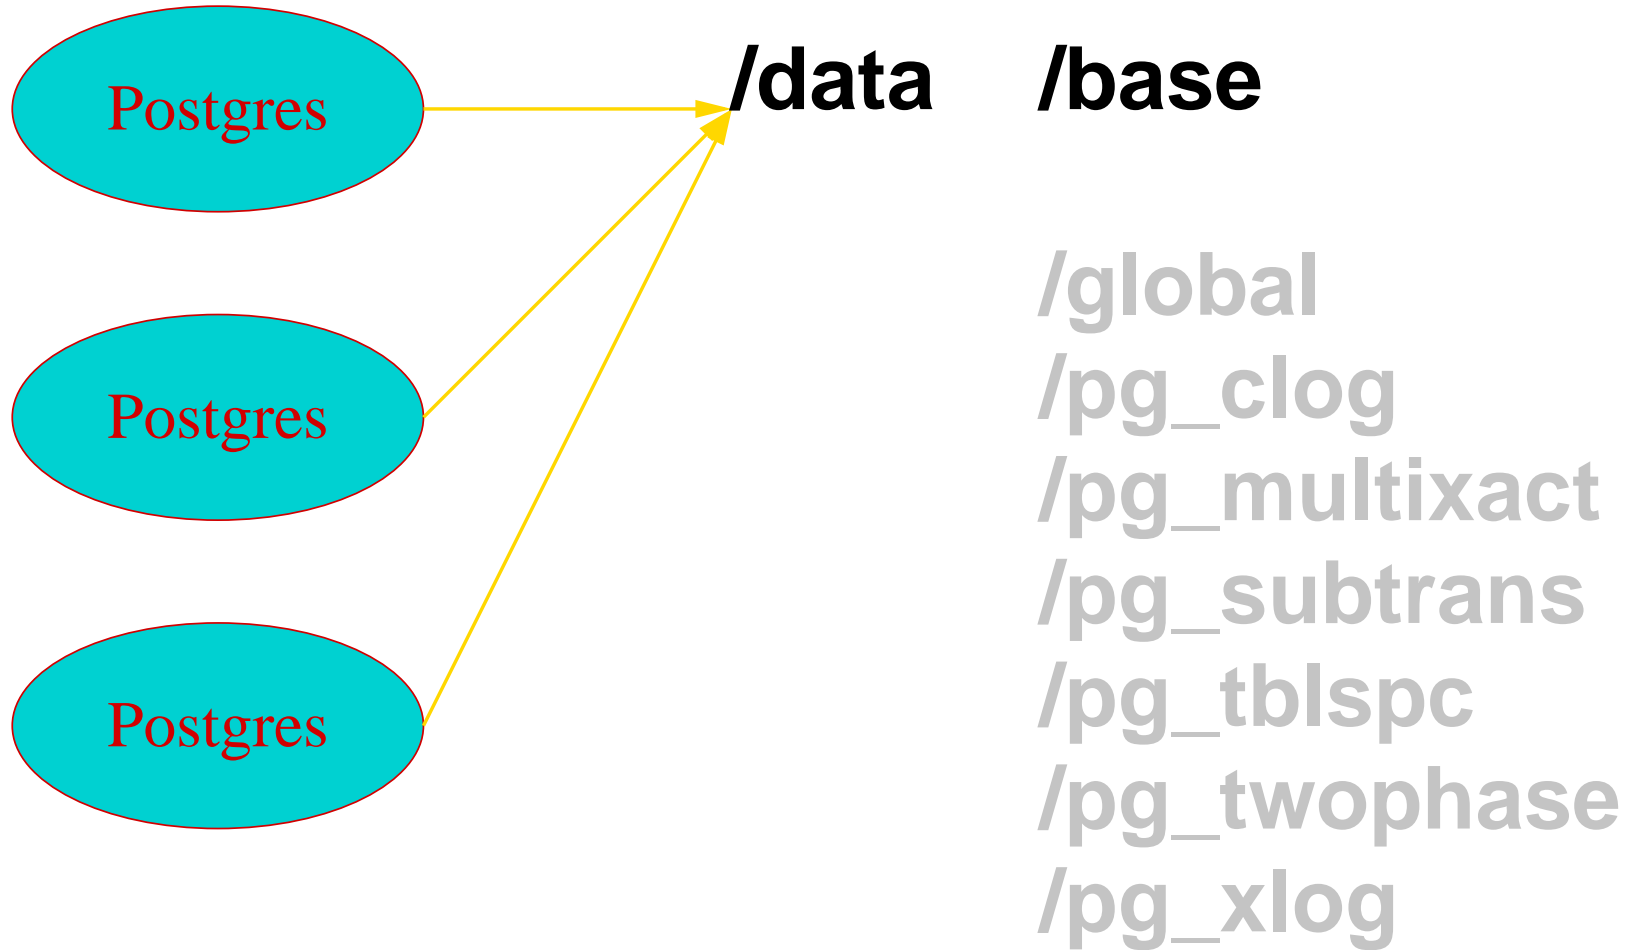 Postgres /data /base
/global
/pg_clog
Postgres
/pg_multixact
/pg_subtrans
/pg_tblspc
Postgres
/pg_twophase
/pg_xlog